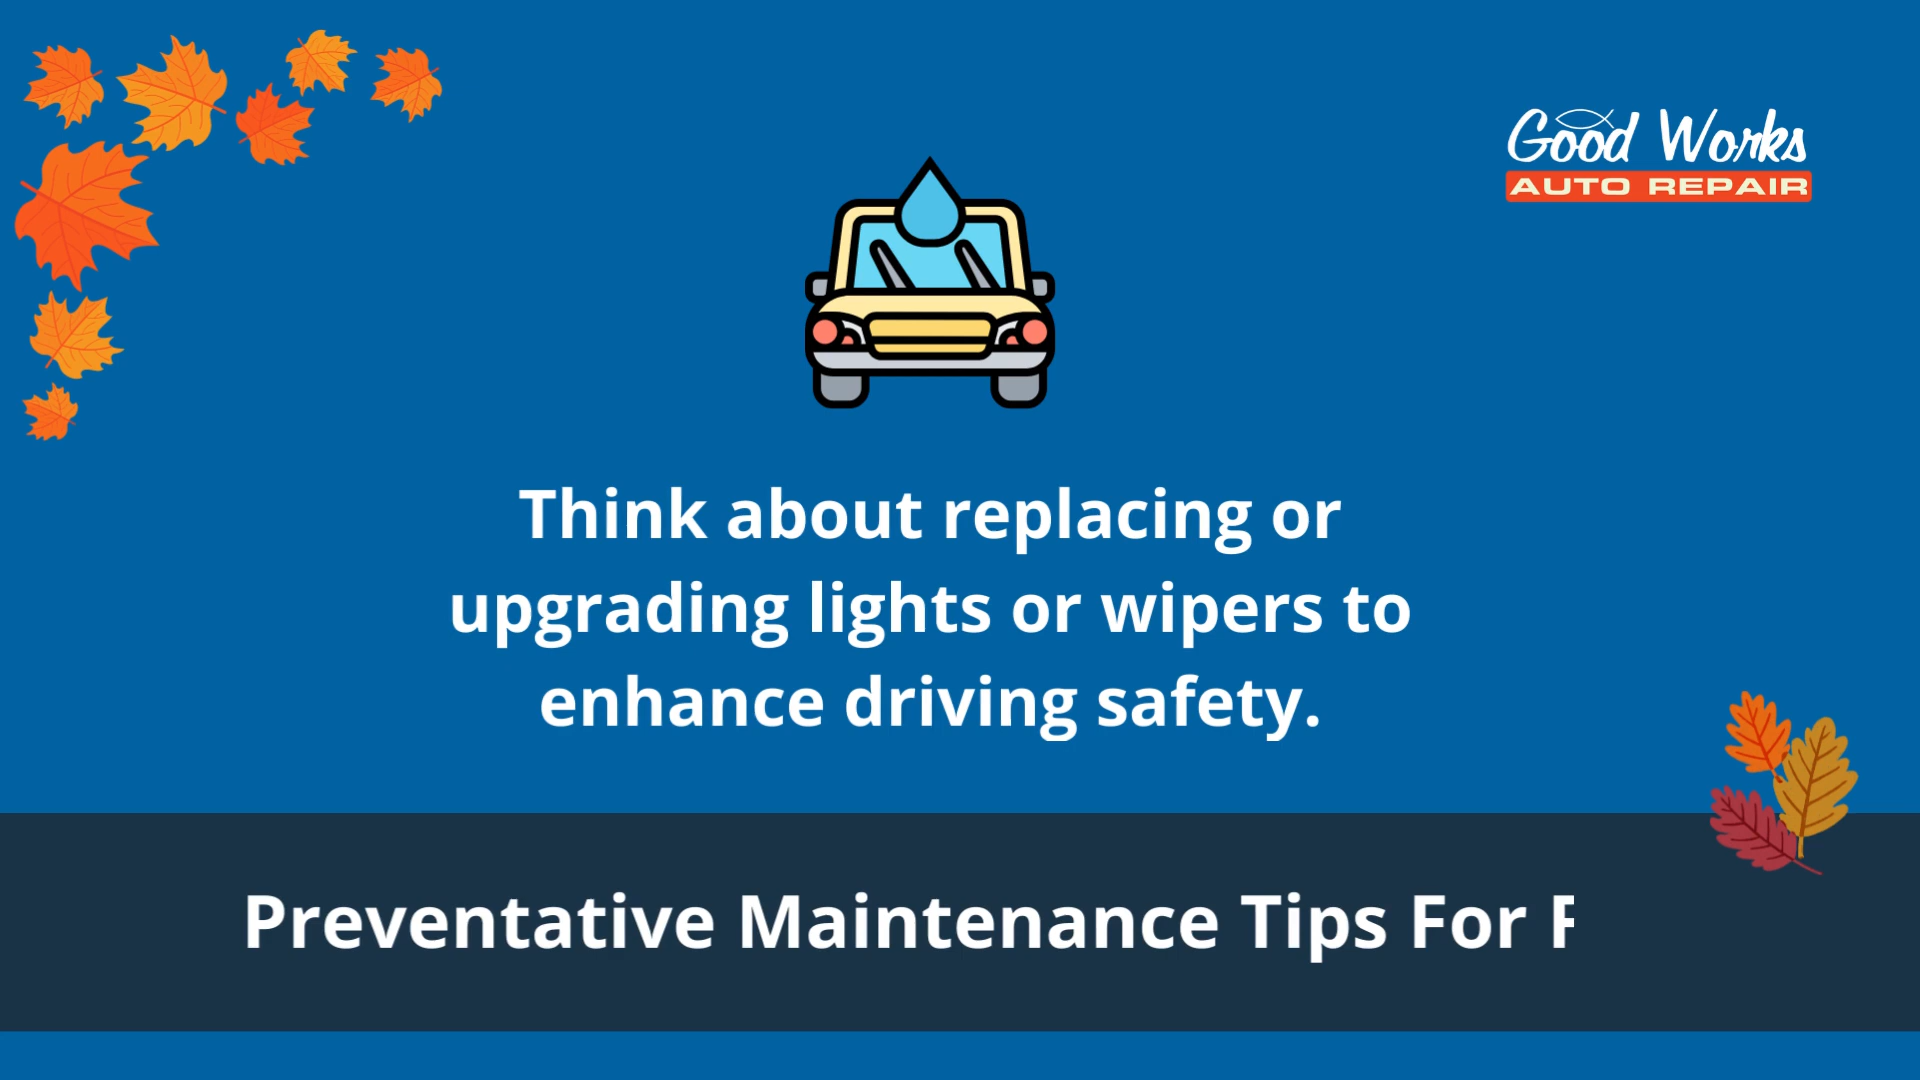 Good Works
AUTO REPAIR
Think about replacing or
upgrading lights or wipers to
enhance driving safety.
Preventative Maintenance Tips For